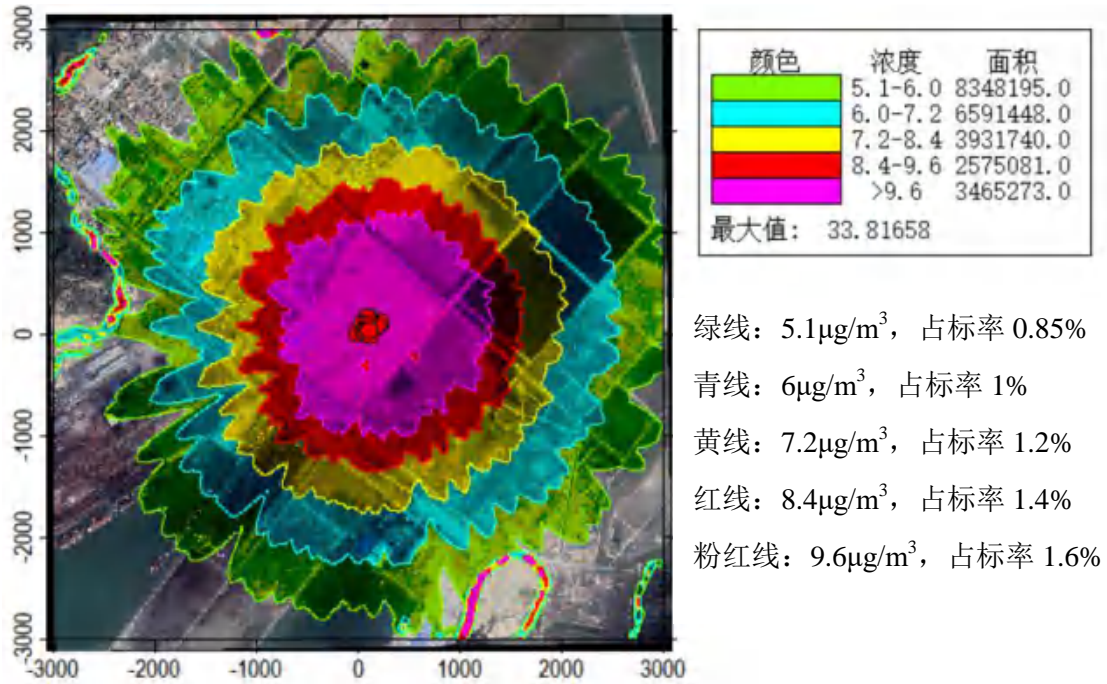 3000
2000
1000
0
-1000
-2000
-3000
-3000 -2000 -1000 0 1000 2000 3000
颜色 浓度 面积
5.1-6.0 8348195.0
6.0-7.2 6591448.0
7.2-8.4 3931740.0
8.4-9.6 2575081.0
>9.6 3465273.0
最大值: 33.81658
绿线：5.1μg/m³，占标率 0.85%
青线：6μg/m³，占标率 1%
黄线：7.2μg/m³，占标率 1.2%
红线：8.4μg/m³，占标率 1.4%
粉红线：9.6μg/m³，占标率 1.6%